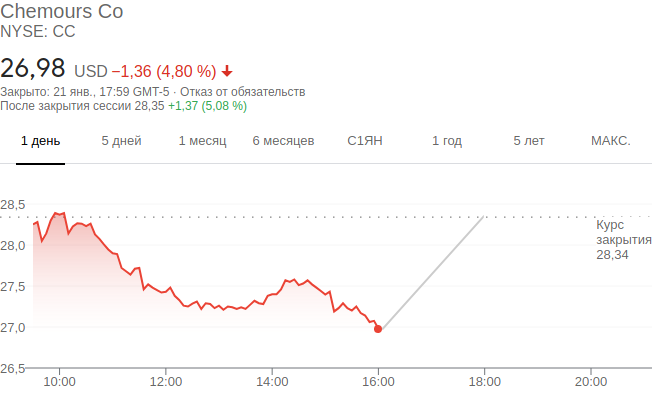 Chemours Co
NYSE: CC
26,98 USD −1,36 (4,80 %)
Закрыто: 21 янв., 17:59 GMT-5 · Отказ от обязательств
После закрытия сессии 28,35 +1,37 (5,08 %)
1 день 5 дней 1 месяц 6 месяцев С1ЯН 1 год 5 лет МАКС.
28,5
Курс
закрытия
28,34
28,0
27,5
27,0
26,5
10:00 12:00 14:00 16:00 18:00 20:00